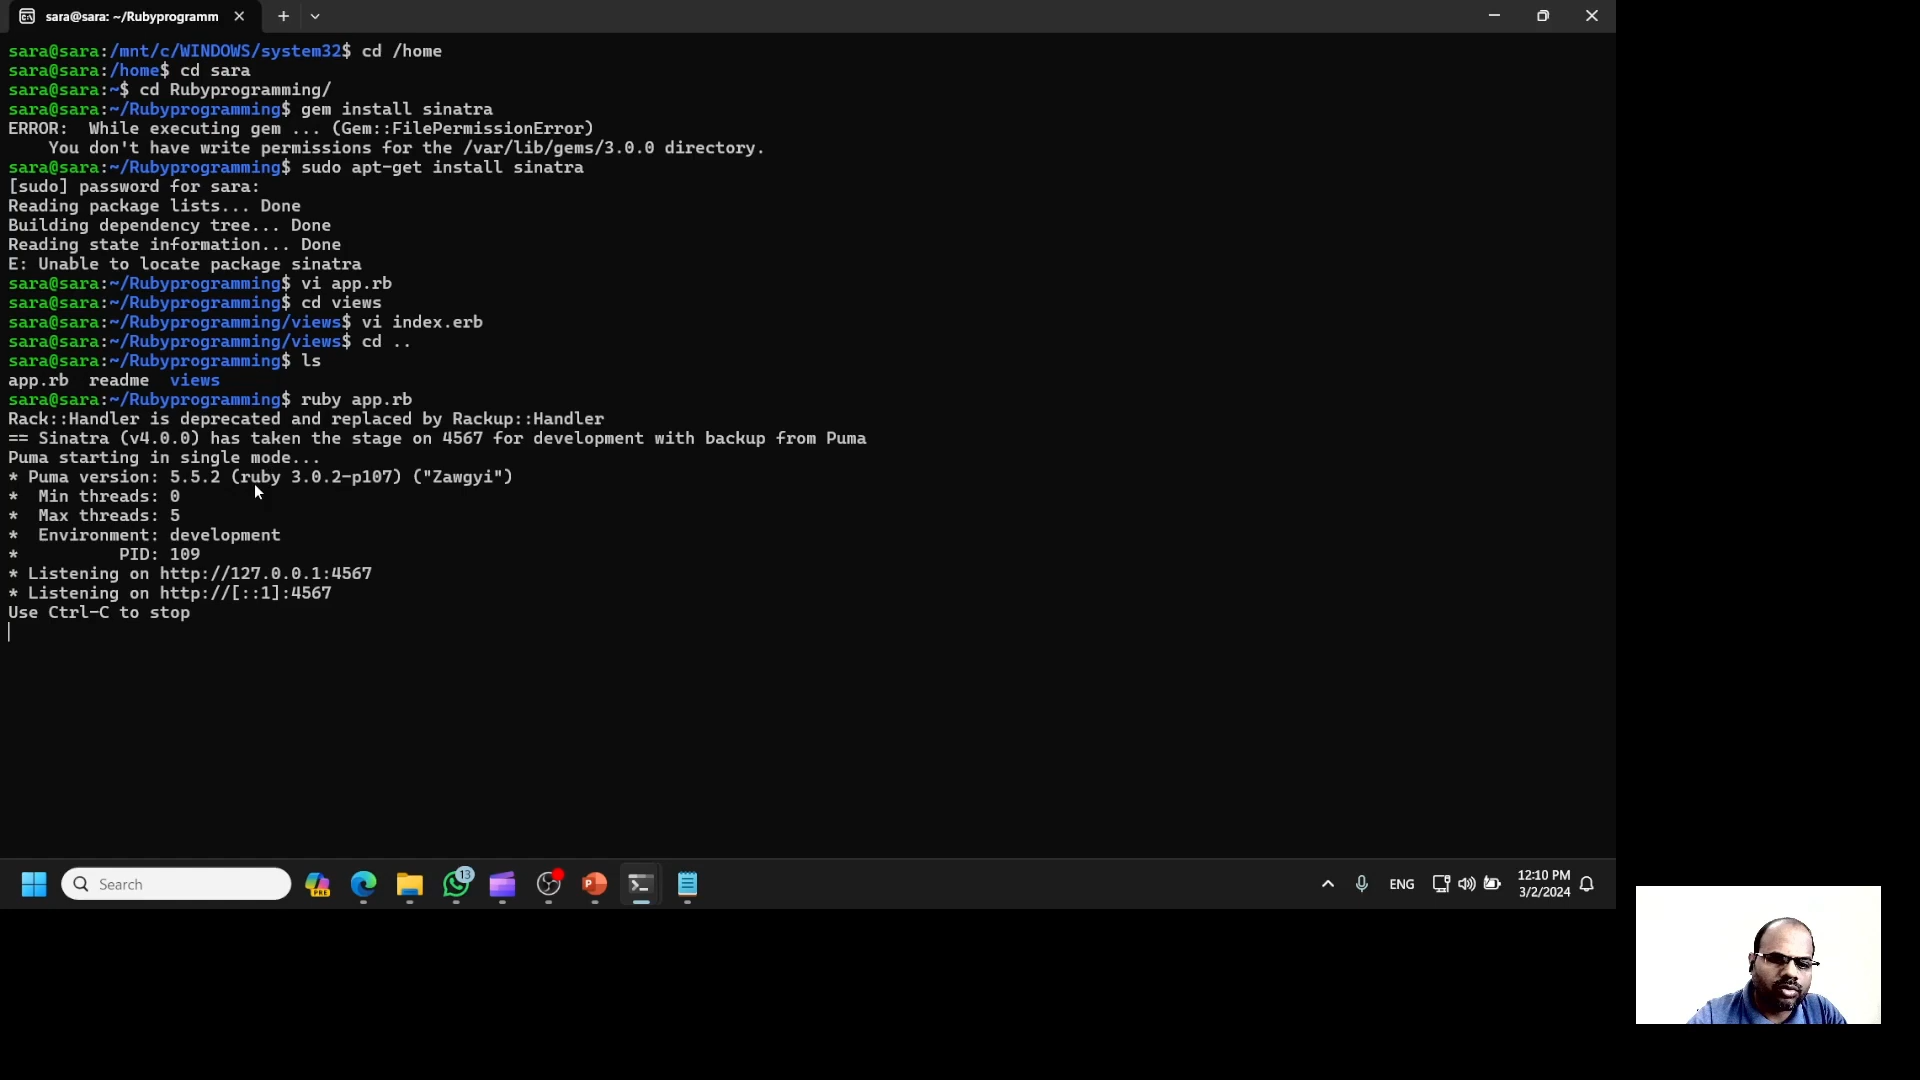 sara@sara: ~/Rubyprogramm
sara@sara:/mnt/c/WINDOWS/system32$ cd /home
sara@sara:/home$ cd sara
sara@sara:~$ cd Rubyprogramming/
sara@sara:~/Rubyprogramming$ gem install sinatra
ERROR:  While executing gem ... (Gem::FilePermissionError)
    You don't have write permissions for the /var/lib/gems/3.0.0 directory.
sara@sara:~/Rubyprogramming$ sudo apt-get install sinatra
[sudo] password for sara:
Reading package lists... Done
Building dependency tree... Done
Reading state information... Done
E: Unable to locate package sinatra
sara@sara:~/Rubyprogramming$ vi app.rb
sara@sara:~/Rubyprogramming$ cd views
sara@sara:~/Rubyprogramming/views$ vi index.erb
sara@sara:~/Rubyprogramming/views$ cd ..
sara@sara:~/Rubyprogramming$ ls
app.rb  readme  views
sara@sara:~/Rubyprogramming$ ruby app.rb
Rack::Handler is deprecated and replaced by Rackup::Handler
== Sinatra (v4.0.0) has taken the stage on 4567 for development with backup from Puma
Puma starting in single mode...
* Puma version: 5.5.2 (ruby 3.0.2-p107) ("Zawgyi")
*  Min threads: 0
*  Max threads: 5
*  Environment: development
*          PID: 109
* Listening on http://127.0.0.1:4567
* Listening on http://[::1]:4567
Use Ctrl-C to stop
Search
PRE
13
P
ENG
12:10 PM
3/2/2024